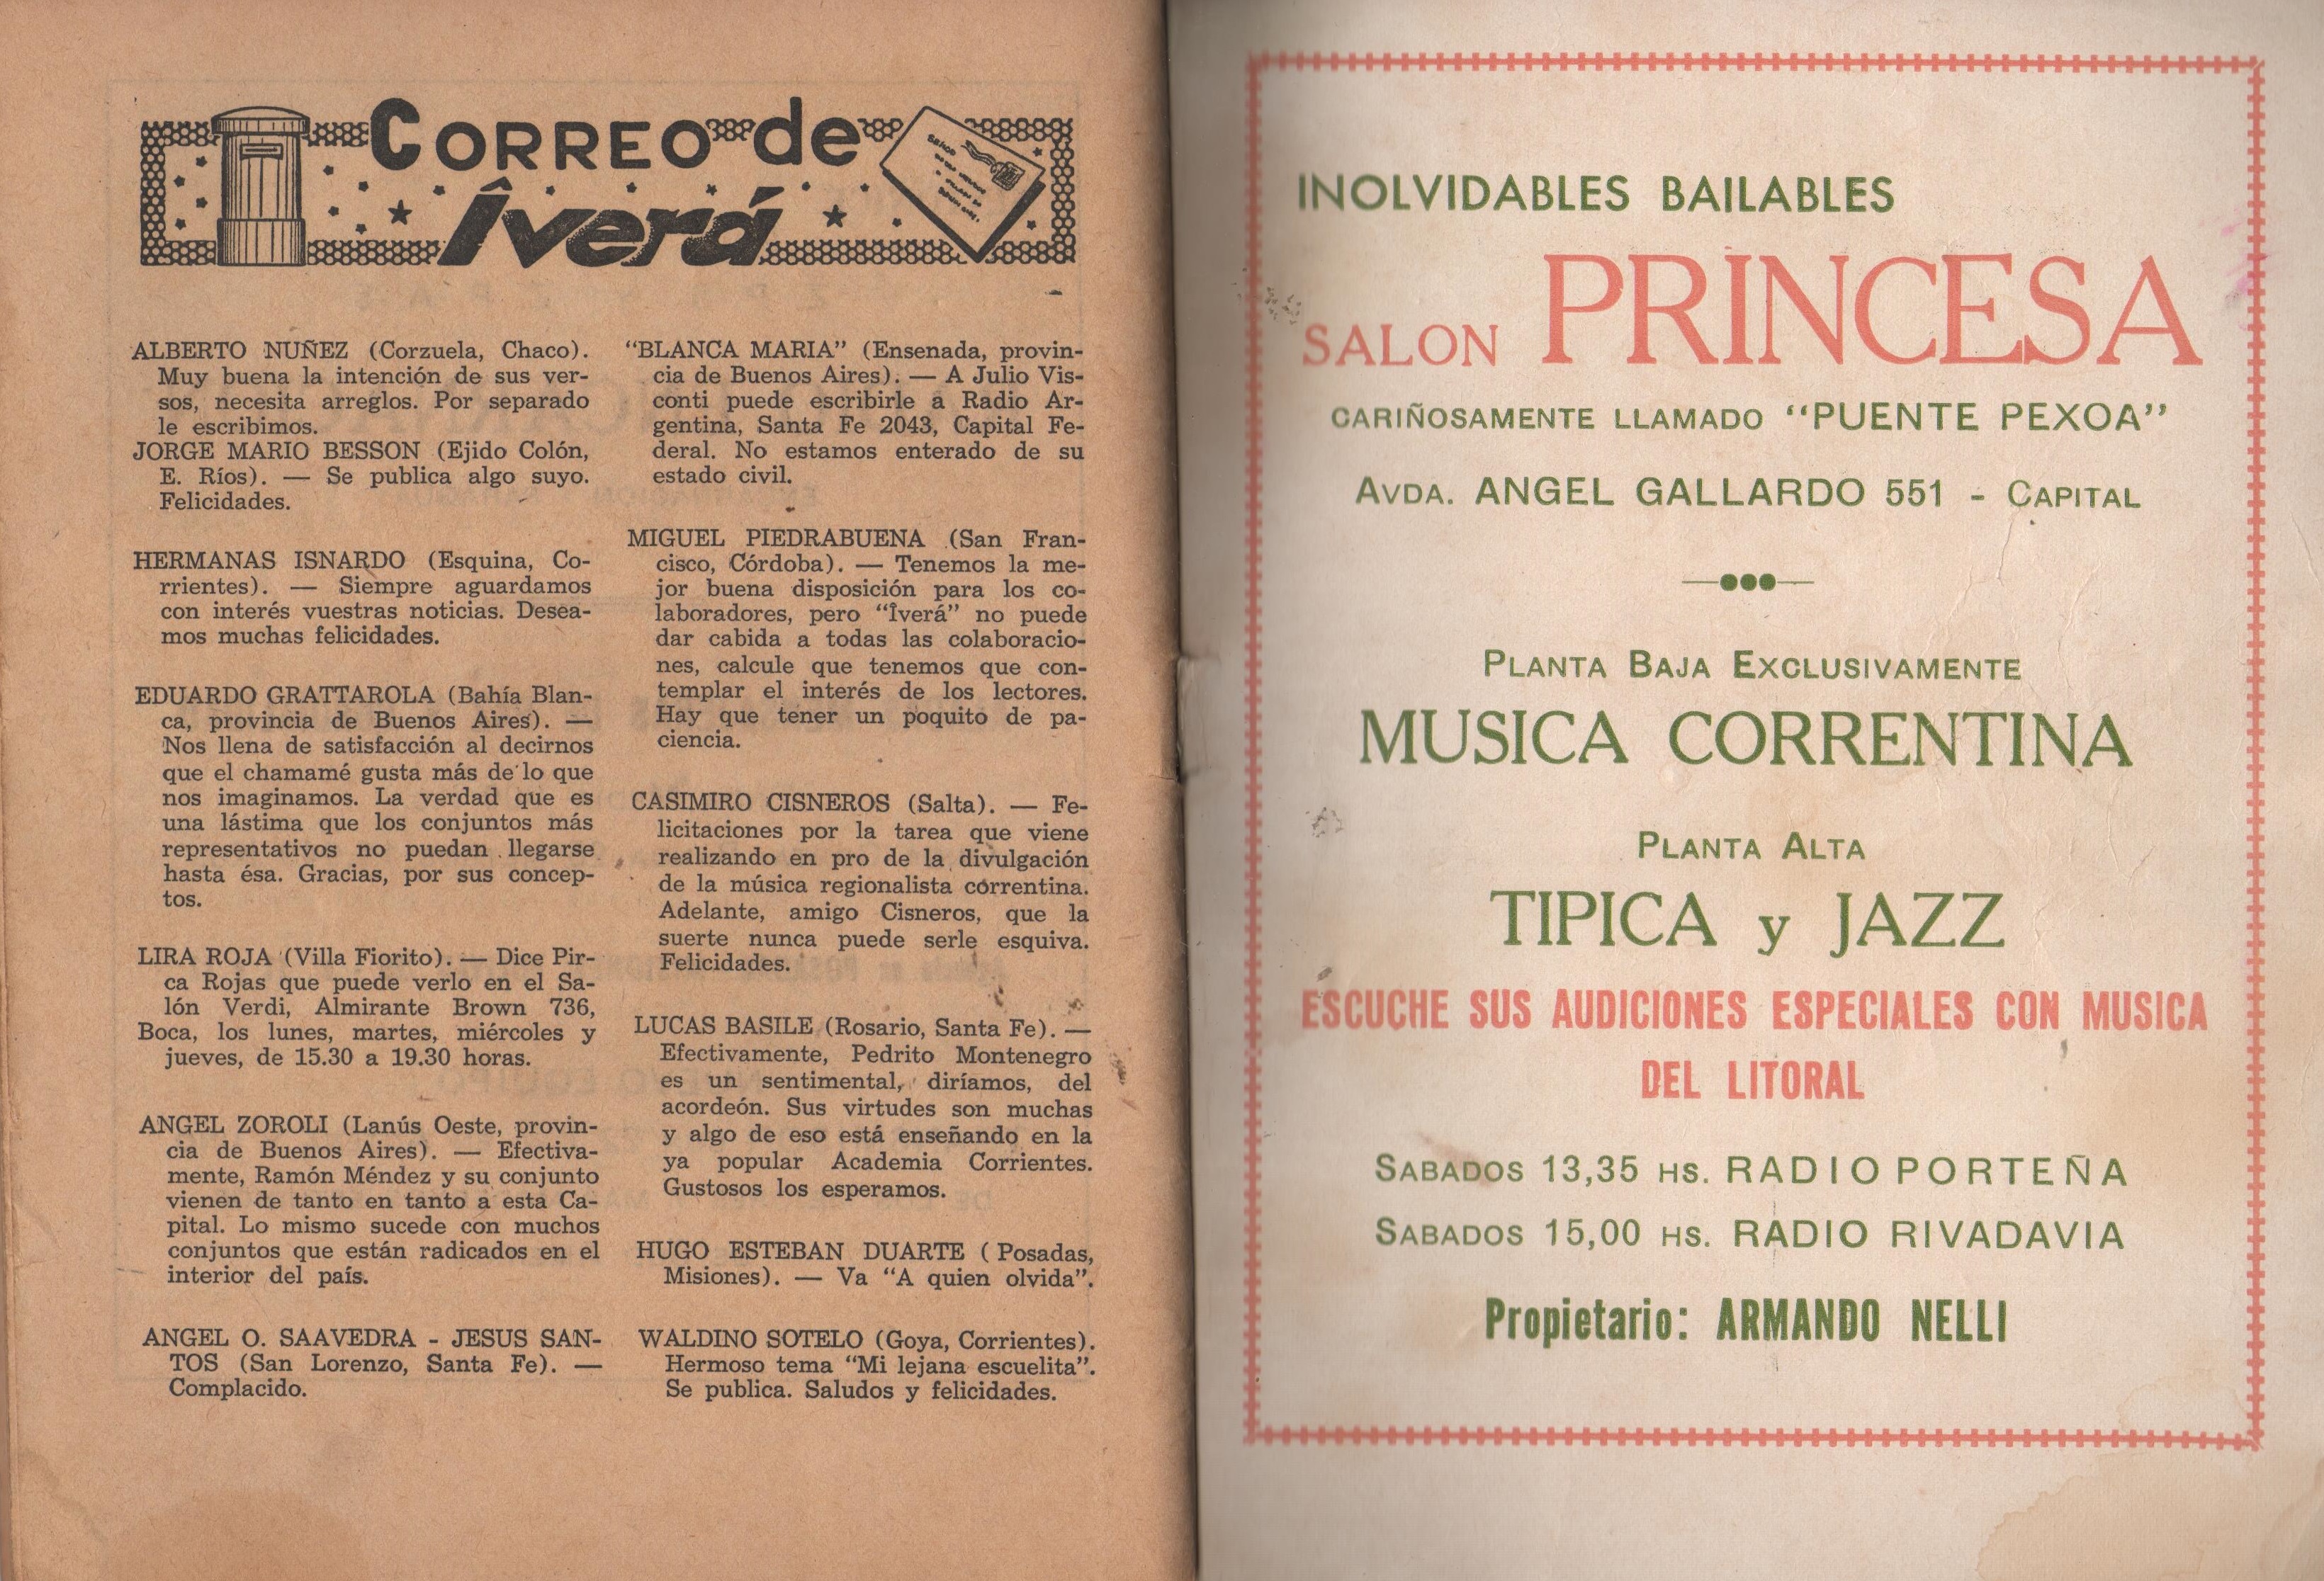 CORREO de
Îverá
ALBERTO NUÑEZ (Corzuela, Chaco).
Muy buena la intención de sus ver-
sos, necesita arreglos. Por separado
le escribimos.
JORGE MARIO BESSON (Ejido Colón,
E. Ríos). — Se publica algo suyo.
Felicidades.
HERMANAS ISNARDO (Esquina, Co-
rrientes). — Siempre aguardamos
con interés vuestras noticias. Desea-
mos muchas felicidades.
EDUARDO GRATTAROLA (Bahía Blan-
ca, provincia de Buenos Aires). —
Nos llena de satisfacción al decirnos
que el chamamé gusta más de lo que
nos imaginamos. La verdad que es
una lástima que los conjuntos más
representativos no puedan llegarse
hasta ésa. Gracias, por sus concep-
tos.
LIRA ROJA (Villa Fiorito). — Dice Pir-
ca Rojas que puede verlo en el Sa-
lón Verdi, Almirante Brown 736,
Boca, los lunes, martes, miércoles y
jueves, de 15.30 a 19.30 horas.
ANGEL ZOROLI (Lanús Oeste, provin-
cia de Buenos Aires). — Efectiva-
mente, Ramón Méndez y su conjunto
vienen de tanto en tanto a esta Ca-
pital. Lo mismo sucede con muchos
conjuntos que están radicados en el
interior del país.
ANGEL O. SAAVEDRA - JESUS SAN-
TOS (San Lorenzo, Santa Fe). —
Complacido.
“BLANCA MARIA” (Ensenada, provin-
cia de Buenos Aires). — A Julio Vis-
conti puede escribirle a Radio Ar-
gentina, Santa Fe 2043, Capital Fe-
deral. No estamos enterado de su
estado civil.
MIGUEL PIEDRABUENA (San Fran-
cisco, Córdoba). — Tenemos la me-
jor buena disposición para los co-
laboradores, pero “Îverá” no puede
dar cabida a todas las colaboracio-
nes, calcule que tenemos que con-
templar el interés de los lectores.
Hay que tener un poquito de pa-
ciencia.
CASIMIRO CISNEROS (Salta). — Fe-
licitaciones por la tarea que viene
realizando en pro de la divulgación
de la música regionalista correntina.
Adelante, amigo Cisneros, que la
suerte nunca puede serle esquiva.
Felicidades.
LUCAS BASILE (Rosario, Santa Fe). —
Efectivamente, Pedrito Montenegro
es un sentimental, diríamos, del
acordeón. Sus virtudes son muchas
y algo de eso está enseñando en la
ya popular Academia Corrientes.
Gustosos los esperamos.
HUGO ESTEBAN DUARTE ( Posadas,
Misiones). — Va “A quien olvida”.
WALDINO SOTELO (Goya, Corrientes).
Hermoso tema “Mi lejana escuelita”.
Se publica. Saludos y felicidades.
INOLVIDABLES BAILABLES
SALON PRINCESA
CARIÑOSAMENTE LLAMADO “PUENTE PEXOA”
AVDA. ANGEL GALLARDO 551 - CAPITAL
PLANTA BAJA EXCLUSIVAMENTE
MUSICA CORRENTINA
PLANTA ALTA
TIPICA y JAZZ
ESCUCHE SUS AUDICIONES ESPECIALES CON MUSICA
DEL LITORAL
SABADOS 13,35 HS. RADIO PORTEÑA
SABADOS 15,00 HS. RADIO RIVADAVIA
Propietario: ARMANDO NELLI